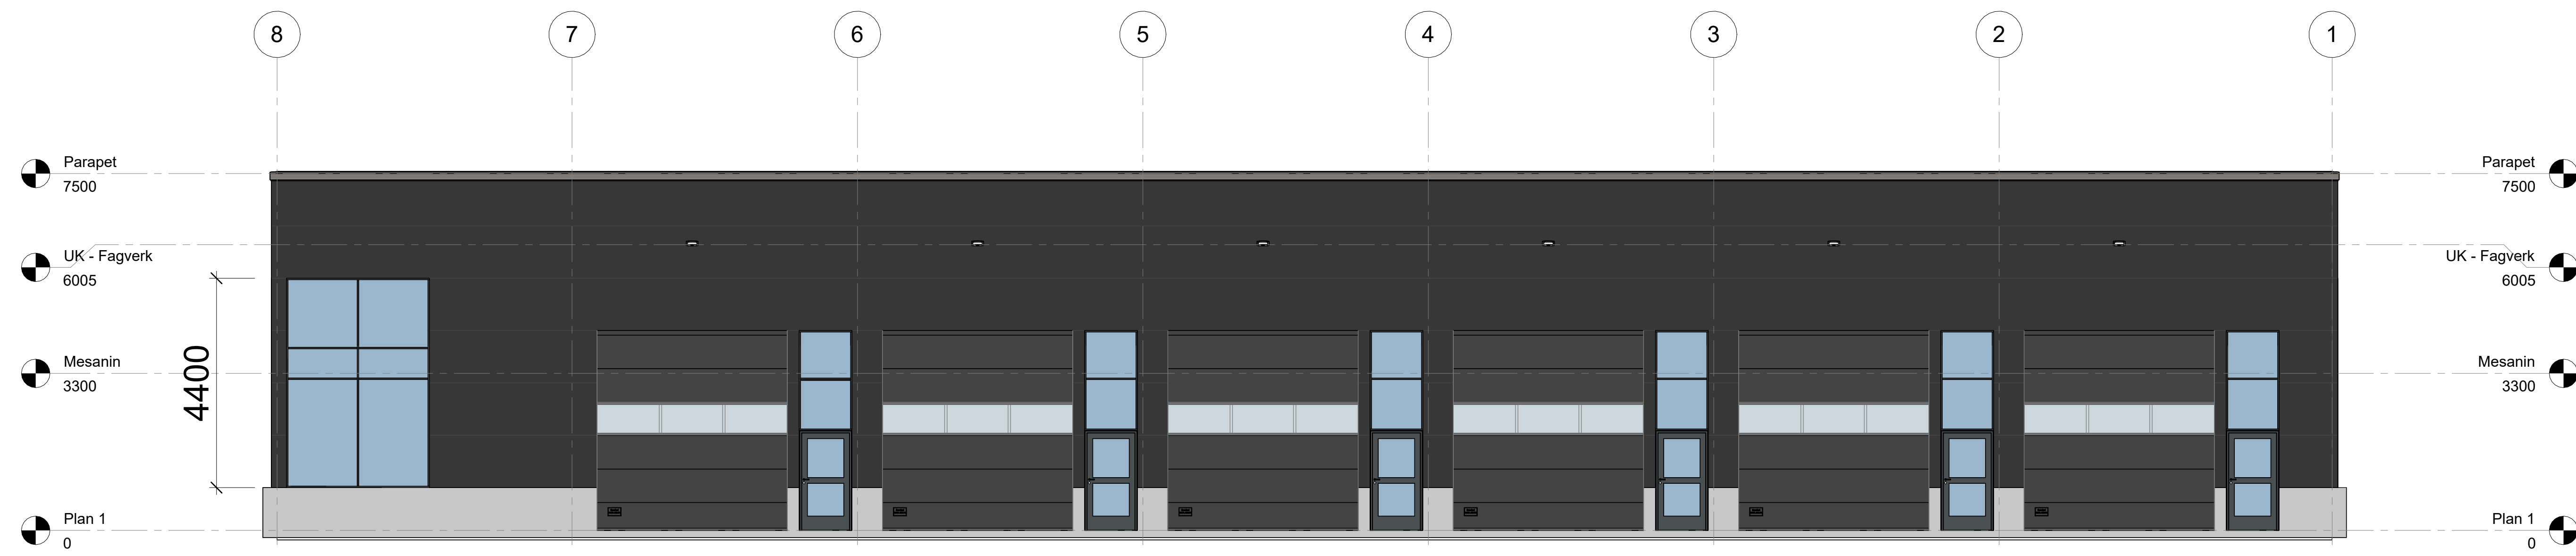 8 7 6 5 4 3 2 1
Parapet
7500
Parapet
7500
UK - Fagverk
6005
UK - Fagverk
6005
4400
Mesanin
3300
Mesanin
3300
Plan 1
0
Plan 1
0